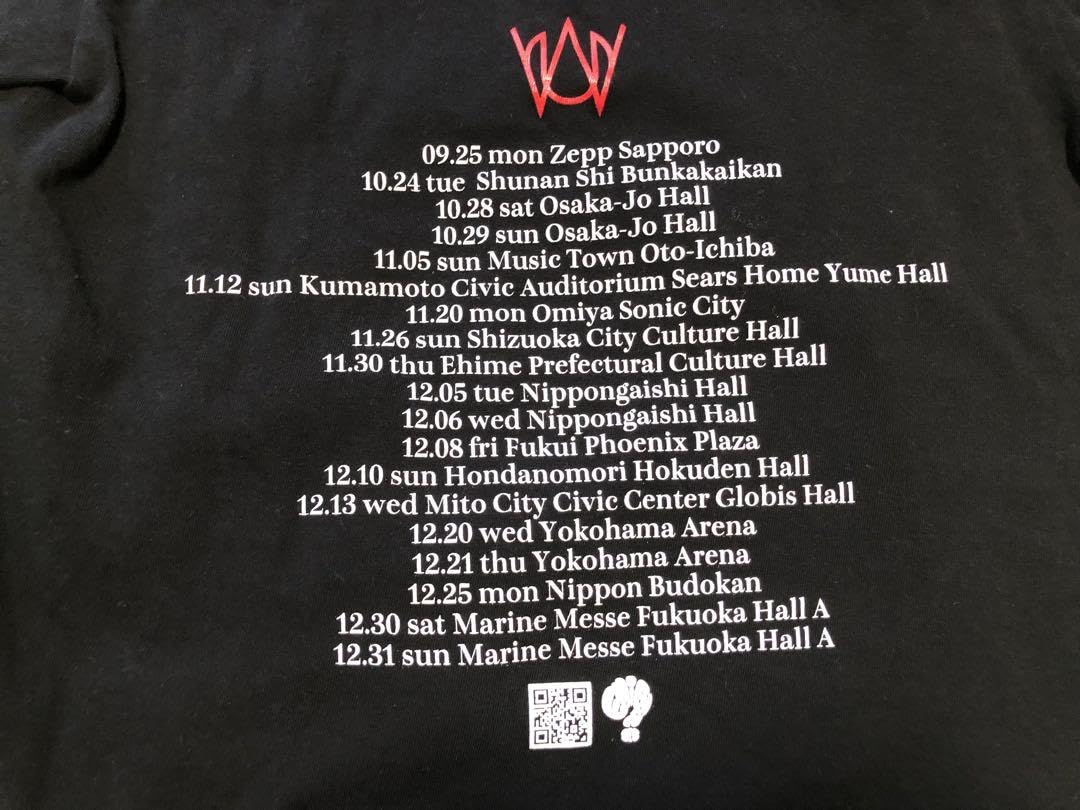 09.25 mon Zepp Sapporo
10.24 tue Shunan Shi Bunkakaikan
10.28 sat Osaka-Jo Hall
10.29 sun Osaka-Jo Hall
11.05 sun Music Town Oto-Ichiba
11.12 sun Kumamoto Civic Auditorium Sears Home Yume Hall
11.20 mon Omiya Sonic City
11.26 sun Shizuoka City Culture Hall
11.30 thu Ehime Prefectural Culture Hall
12.05 tue Nippongaishi Hall
12.06 wed Nippongaishi Hall
12.08 fri Fukui Phoenix Plaza
12.10 sun Hondanomori Hokuden Hall
12.13 wed Mito City Civic Center Globis Hall
12.20 wed Yokohama Arena
12.21 thu Yokohama Arena
12.25 mon Nippon Budokan
12.30 sat Marine Messe Fukuoka Hall A
12.31 sun Marine Messe Fukuoka Hall A